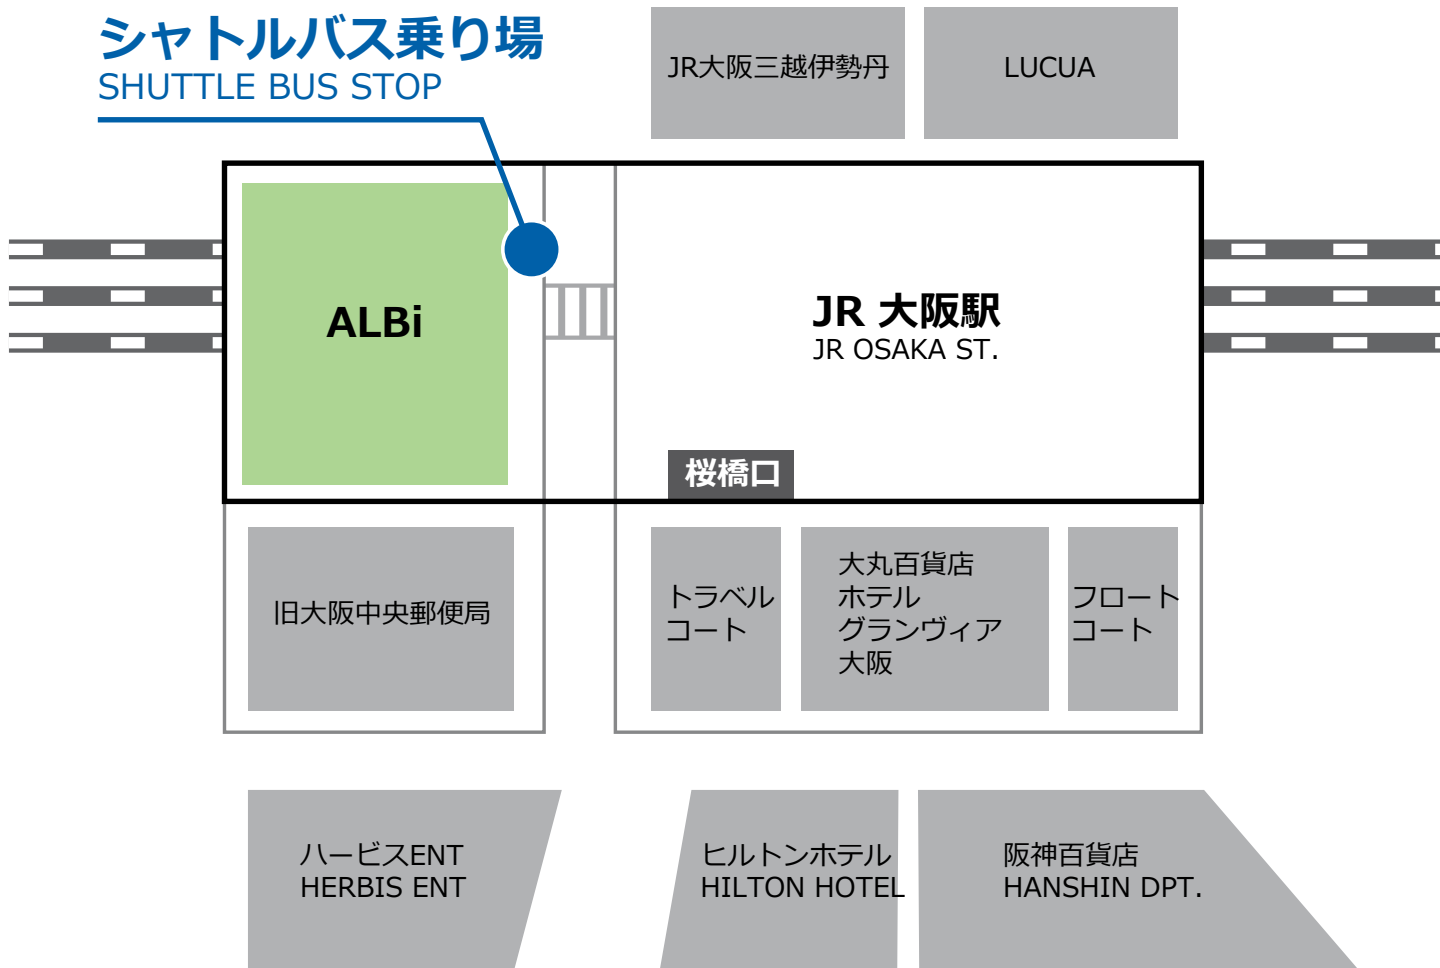 シャトルバス乗り場
SHUTTLE BUS STOP
JR大阪三越伊勢丹
LUCUA
ALBi
JR 大阪駅
JR OSAKA ST.
桜橋口
旧大阪中央郵便局
トラベル
コート
大丸百貨店
ホテル
グランヴィア
大阪
フロート
コート
ハービスENT
HERBIS ENT
ヒルトンホテル
HILTON HOTEL
阪神百貨店
HANSHIN DPT.